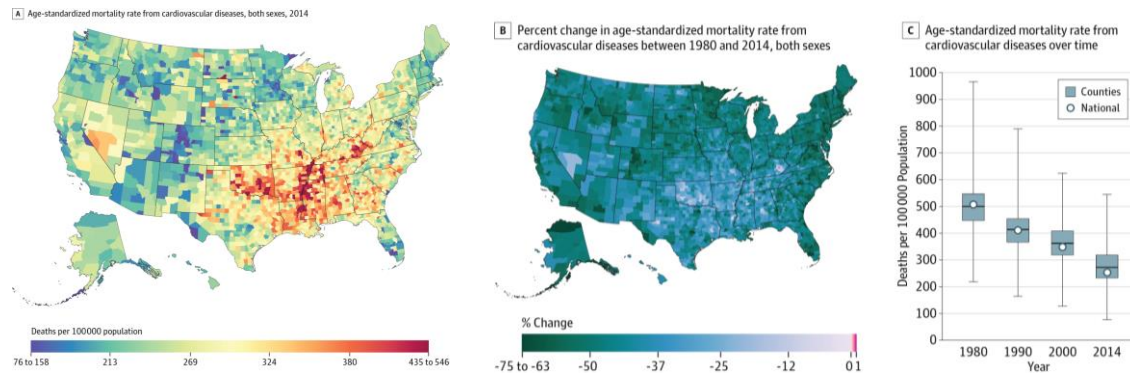 A Age-standardized mortality rate from cardiovascular diseases, both sexes, 2014
Deaths per 100000 population
76 to 158 213 269 324 380 435 to 546
B Percent change in age-standardized mortality rate from
cardiovascular diseases between 1980 and 2014, both sexes
% Change
-75 to -63 -50 -37 -25 -12 0 1
C Age-standardized mortality rate from
cardiovascular diseases over time
Deaths per 100 000 Population
1000
900
800
700
600
500
400
300
200
100
0
Counties
National
1980 1990 2000 2014
Year